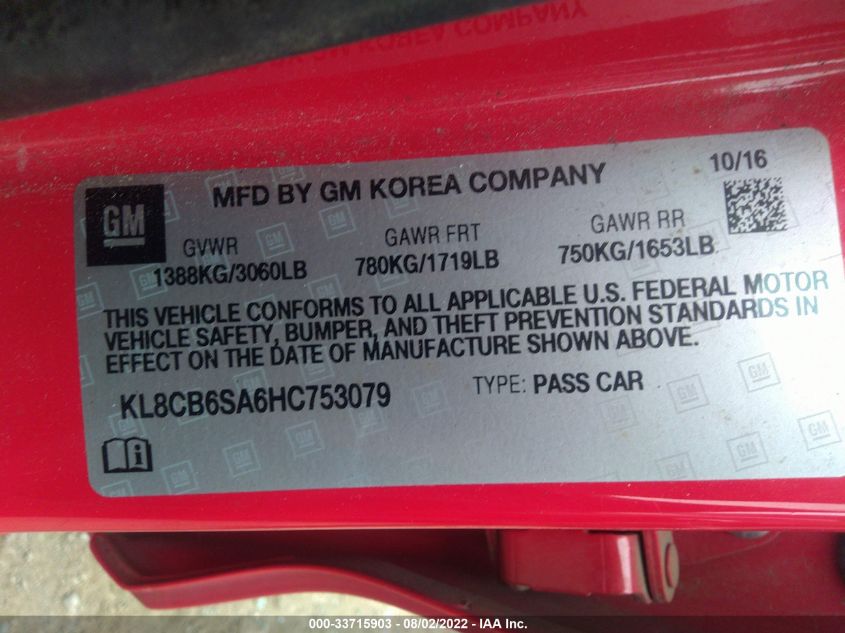 MFD BY GM KOREA COMPANY
10/16
GM
GVWR
1388KG/3060LB
GAWR FRT
780KG/1719LB
GAWR RR
750KG/1653LB
THIS VEHICLE CONFORMS TO ALL APPLICABLE U.S. FEDERAL MOTOR
VEHICLE SAFETY, BUMPER, AND THEFT PREVENTION STANDARDS IN
EFFECT ON THE DATE OF MANUFACTURE SHOWN ABOVE.
KL8CB6SA6HC753079
TYPE: PASS CAR
000-33715903 - 08/02/2022 - IAA Inc.